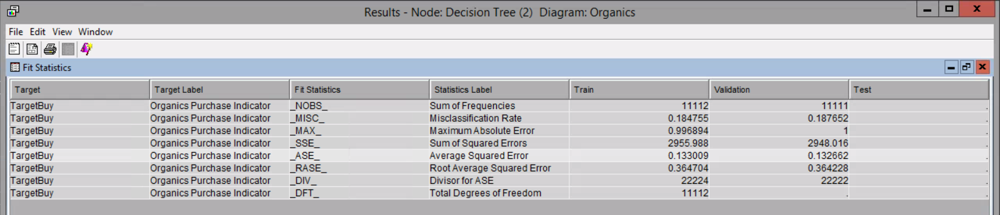 Results - Node: Decision Tree (2)  Diagram: Organics
File Edit View Window
Fit Statistics
Target Target Label Fit Statistics Statistics Label Train Validation Test
TargetBuy Organics Purchase Indicator _NOBS_ Sum of Frequencies 11112 11111 .
TargetBuy Organics Purchase Indicator _MISC_ Misclassification Rate 0.184755 0.187652 .
TargetBuy Organics Purchase Indicator _MAX_ Maximum Absolute Error 0.996894 1 .
TargetBuy Organics Purchase Indicator _SSE_ Sum of Squared Errors 2955.988 2948.016 .
TargetBuy Organics Purchase Indicator _ASE_ Average Squared Error 0.133009 0.132662 .
TargetBuy Organics Purchase Indicator _RASE_ Root Average Squared Error 0.364704 0.364228 .
TargetBuy Organics Purchase Indicator _DIV_ Divisor for ASE 22224 22222 .
TargetBuy Organics Purchase Indicator _DFT_ Total Degrees of Freedom 11112 . .